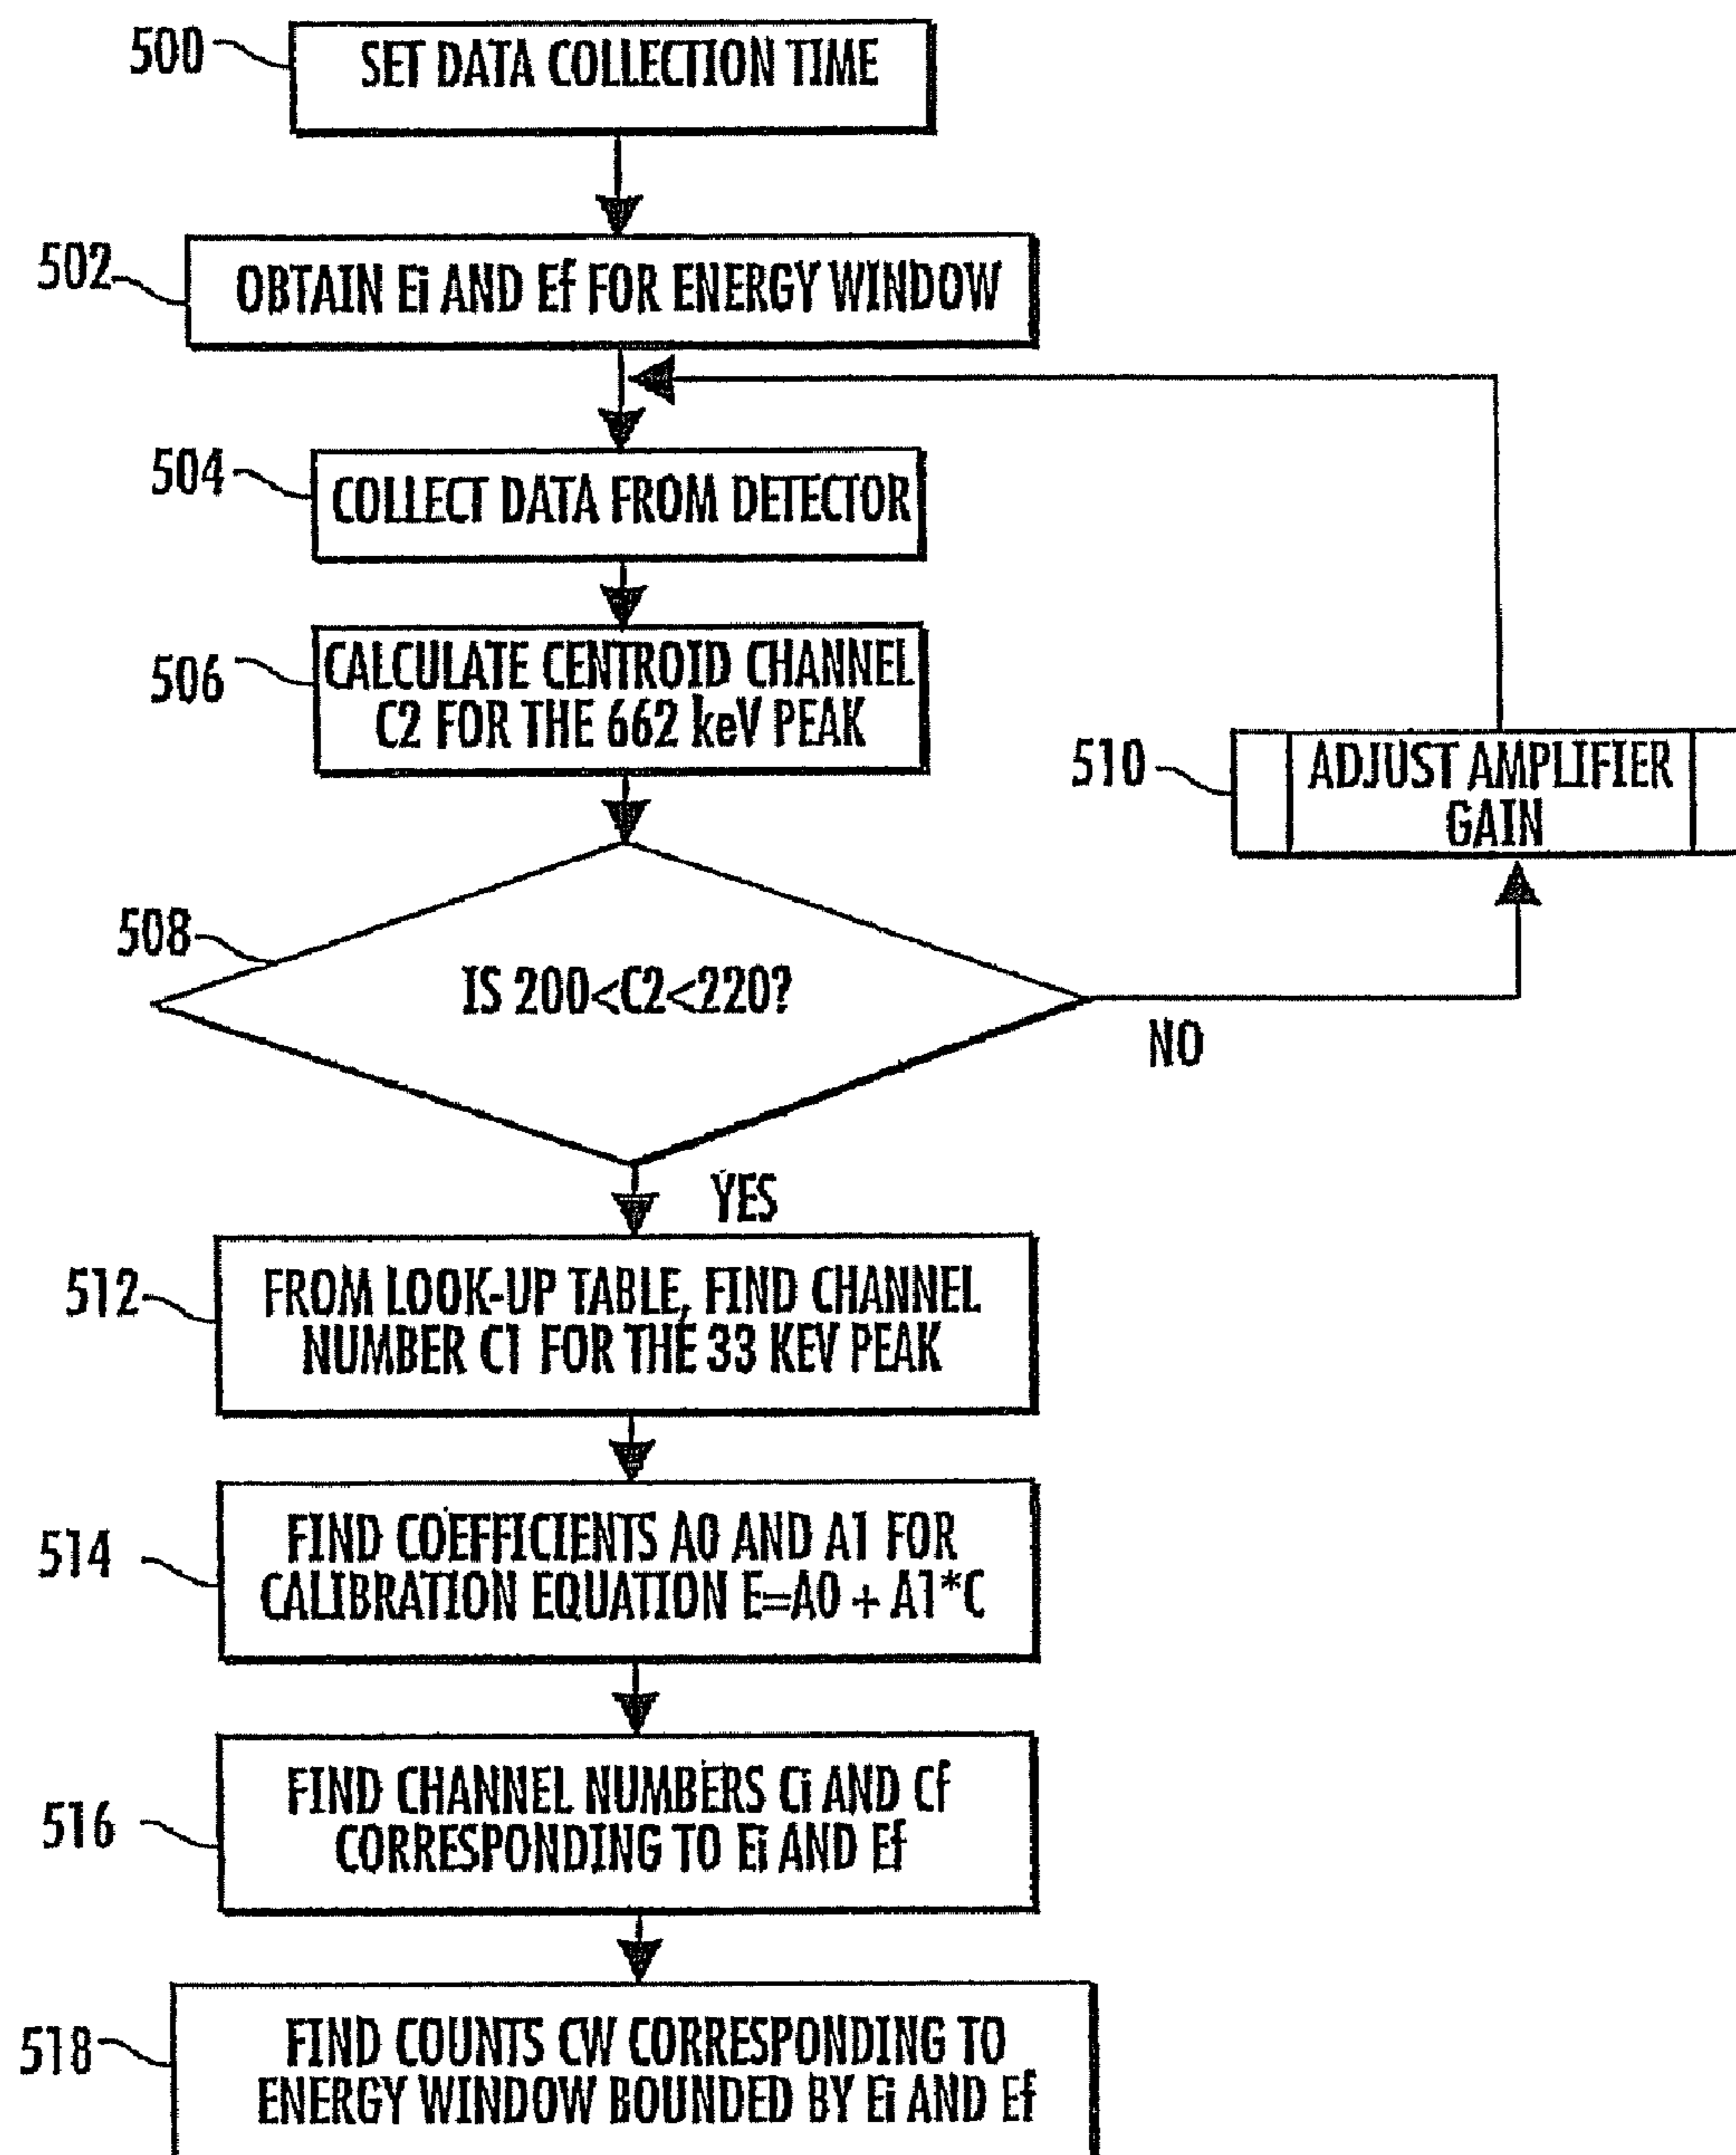 500
SET DATA COLLECTION TIME
502
OBTAIN Ei AND Ef FOR ENERGY WINDOW
504
COLLECT DATA FROM DETECTOR
506
CALCULATE CENTROID CHANNEL
C2 FOR THE 662 keV PEAK
510
ADJUST AMPLIFIER
GAIN
508
IS 200<C2<220?
NO
YES
512
FROM LOOK-UP TABLE, FIND CHANNEL
NUMBER C1 FOR THE 33 KEV PEAK
514
FIND COEFFICIENTS A0 AND A1 FOR
CALIBRATION EQUATION E=A0 + A1*C
516
FIND CHANNEL NUMBERS Ci AND Cf
CORRESPONDING TO Ei AND Ef
518
FIND COUNTS CW CORRESPONDING TO
ENERGY WINDOW BOUNDED BY Ei AND Ef